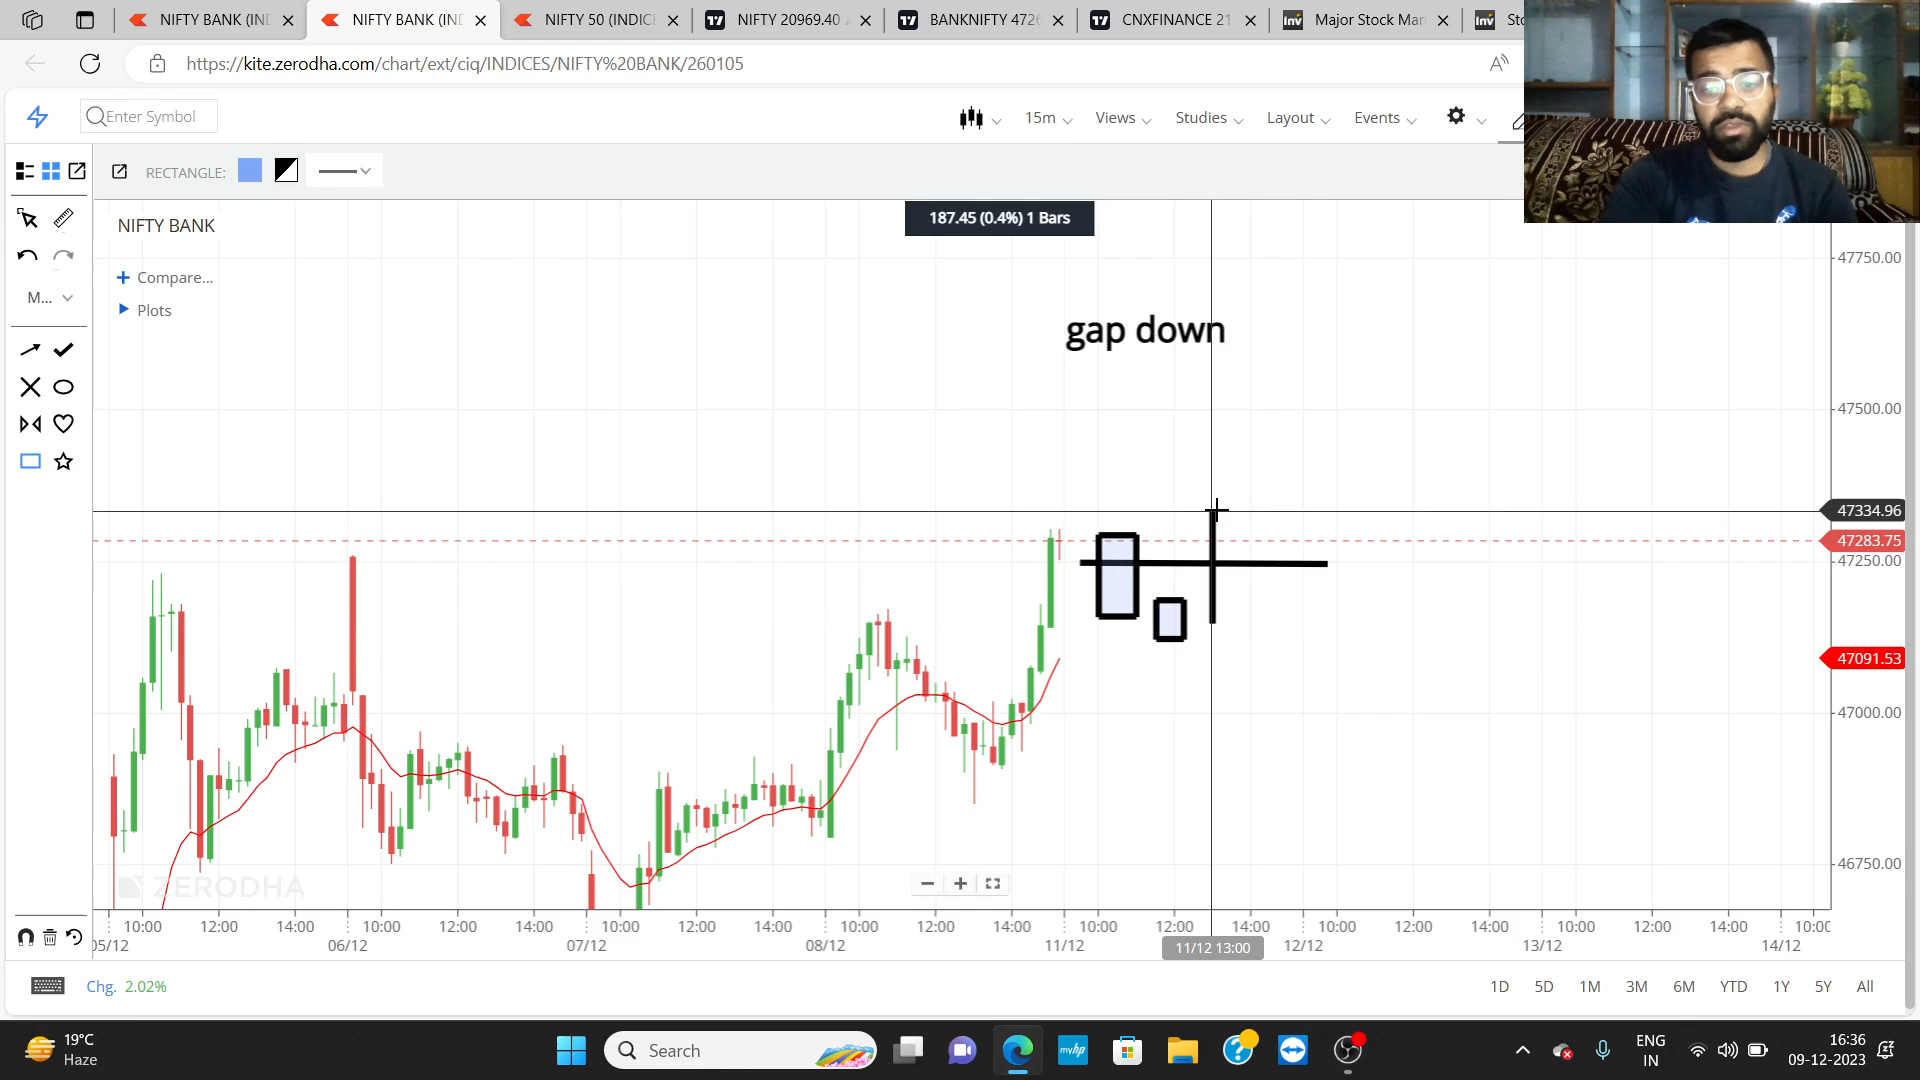 NIFTY BANK (IND
NIFTY BANK (IND
NIFTY 50 (INDICE
NIFTY 20969.40
BANKNIFTY 4726
CNXFINANCE 21
Major Stock Mar
Sto
https://kite.zerodha.com/chart/ext/ciq/INDICES/NIFTY%20BANK/260105
Enter Symbol
15m
Views
Studies
Layout
Events
RECTANGLE:
187.45 (0.4%) 1 Bars
NIFTY BANK
Compare...
Plots
M...
gap down
47750.00
47500.00
47334.96
47283.75
47250.00
47091.53
47000.00
46750.00
ZERODHA
10:00 12:00 14:00 10:00 12:00 14:00 10:00 12:00 14:00 10:00 12:00 14:00 10:00 12:00 14:00 10:00 12:00 14:00 10:00 12:00 14:00 10:00
05/12 06/12 07/12 08/12 11/12 12/12 13/12 14/12
11/12 13:00
Chg. 2.02%
1D 5D 1M 3M 6M YTD 1Y 5Y All
19°C
Haze
Search
myhp
ENG
IN
16:36
09-12-2023